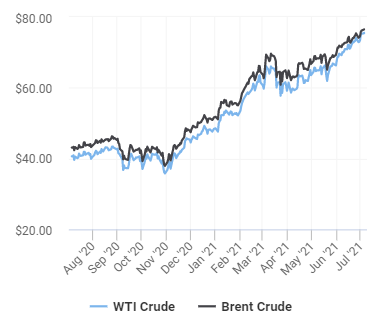 $80.00
$60.00
$40.00
$20.00
Aug '20
Sep '20
Oct '20
Nov '20
Dec '20
Jan '21
Feb '21
Mar '21
Apr '21
May '21
Jun '21
Jul '21
WTI Crude
Brent Crude